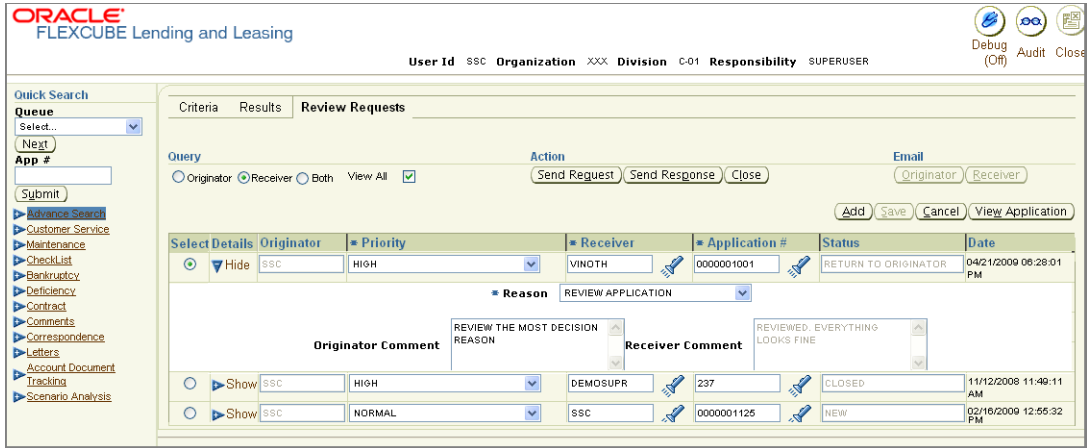 ORACLE
FLEXCUBE Lending and Leasing
Debug (Off)
Audit
Close
User Id SSC Organization XXX Division C-01 Responsibility SUPERUSER
Quick Search
Queue
Select...
Next
App #
Submit
Advance Search
Customer Service
Maintenance
CheckList
Bankruptcy
Deficiency
Contract
Comments
Correspondence
Letters
Account Document
Tracking
Scenario Analysis
Criteria Results Review Requests
Query Action Email
Originator Receiver Both View All Send Request Send Response Close Originator Receiver
Add Save Cancel View Application
Select Details Originator * Priority * Receiver * Application # Status Date
Hide SSC HIGH VINOTH 0000001001 RETURN TO ORIGINATOR 04/21/2009 06:28:01 PM
* Reason REVIEW APPLICATION
Originator Comment REVIEW THE MOST DECISION REASON Receiver Comment REVIEWED. EVERYTHING LOOKS FINE
Show SSC HIGH DEMOSUPR 237 CLOSED 11/12/2008 11:49:11 AM
Show SSC NORMAL SSC 0000001125 NEW 02/16/2009 12:55:32 PM